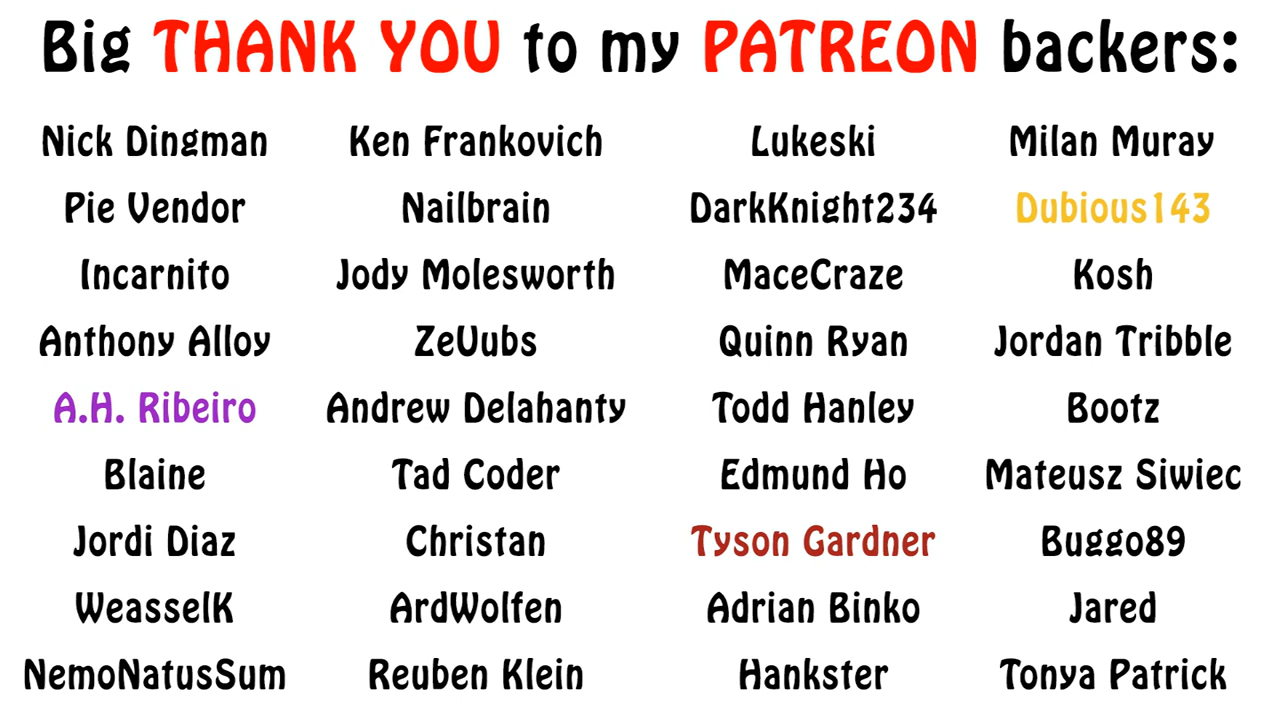 Big THANK YOU to my PATREON backers:
Nick Dingman Ken Frankovich Lukeski Milan Muray
Pie Vendor Nailbrain DarkKnight234 Dubious143
Incarnito Jody Molesworth MaceCraze Kosh
Anthony Alloy ZeVubs Quinn Ryan Jordan Tribble
A.H. Ribeiro Andrew Delahanty Todd Hanley Bootz
Blaine Tad Coder Edmund Ho Mateusz Siwiec
Jordi Diaz Christan Tyson Gardner Buggo89
WeasselK ArdWolfen Adrian Binko Jared
NemoNatusSum Reuben Klein Hankster Tonya Patrick